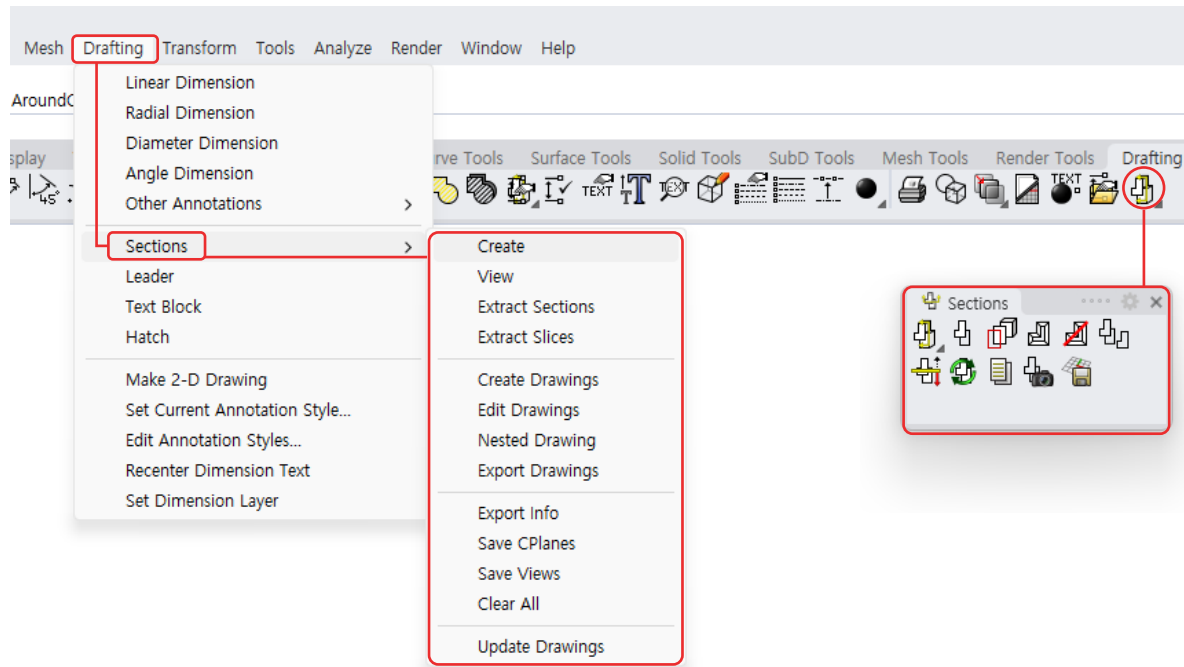 Mesh Drafting Transform Tools Analyze Render Window Help
Linear Dimension
Radial Dimension
Diameter Dimension
Angle Dimension
Other Annotations
Sections
Leader
Text Block
Hatch
Make 2-D Drawing
Set Current Annotation Style...
Edit Annotation Styles...
Recenter Dimension Text
Set Dimension Layer
Create
View
Extract Sections
Extract Slices
Create Drawings
Edit Drawings
Nested Drawing
Export Drawings
Export Info
Save CPlanes
Save Views
Clear All
Update Drawings
Surface Tools Solid Tools SubD Tools Mesh Tools Render Tools Drafting
45° TEXT T TEXT TEXT
Sections